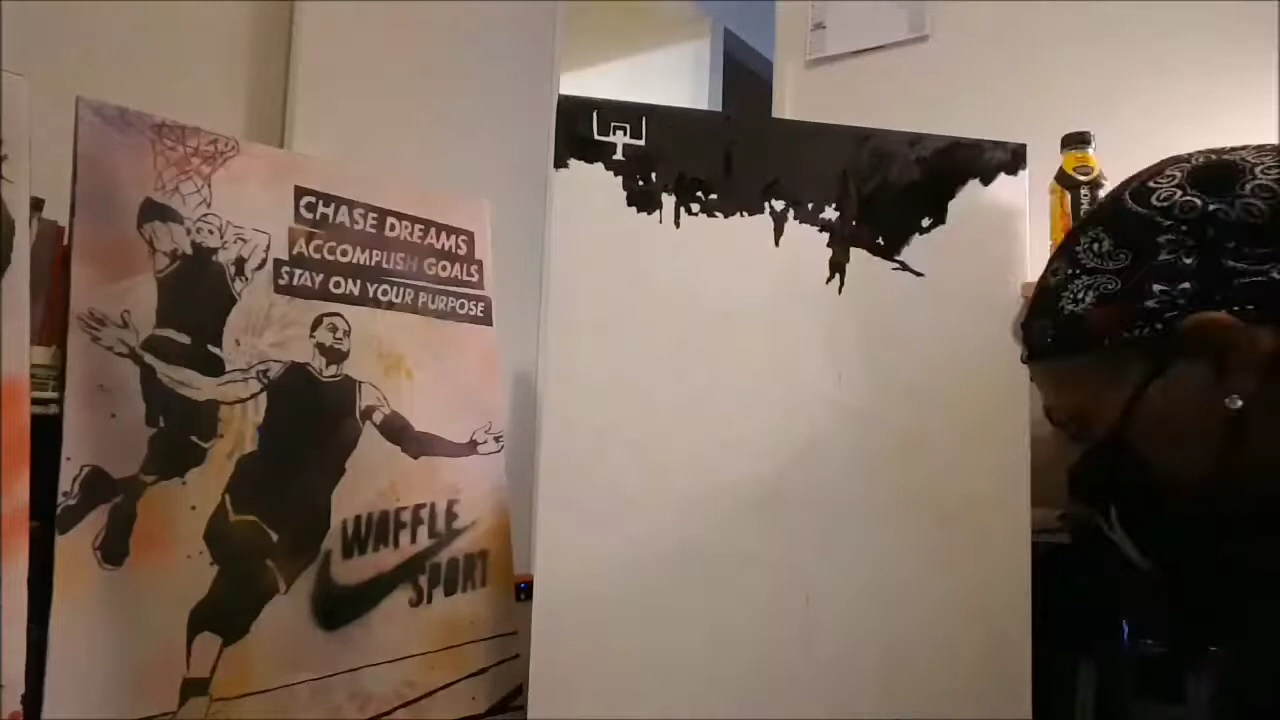 CHASE DREAMS
ACCOMPLISH GOALS
STAY ON YOUR PURPOSE
WAFFLE
SPORT